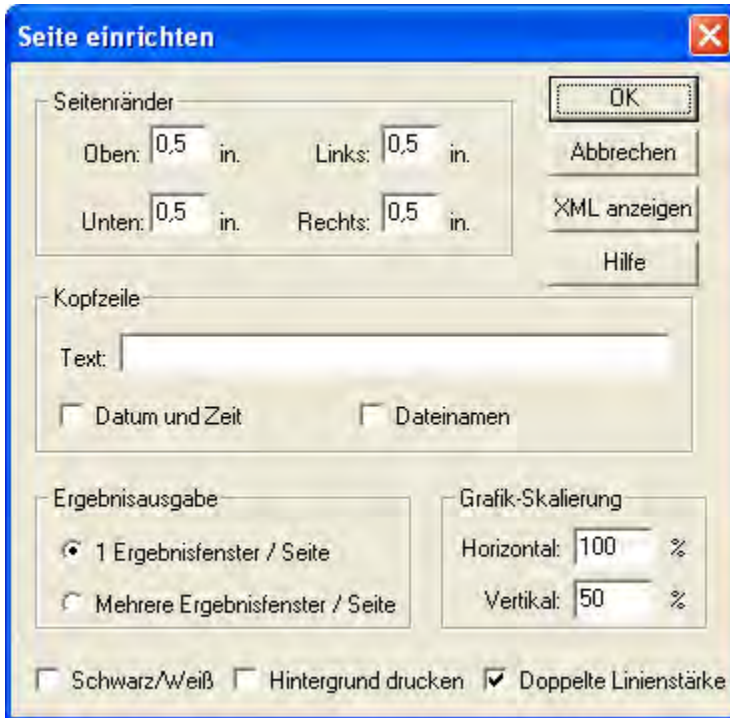 Seite einrichten
Seitenränder
Oben: 0,5 in. Links: 0,5 in.
Unten: 0,5 in. Rechts: 0,5 in.
OK
Abbrechen
XML anzeigen
Hilfe
Kopfzeile
Text:
Datum und Zeit Dateinamen
Ergebnisausgabe
1 Ergebnisfenster / Seite
Mehrere Ergebnisfenster / Seite
Grafik-Skalierung
Horizontal: 100 %
Vertikal: 50 %
Schwarz/Weiß Hintergrund drucken Doppelte Linienstärke